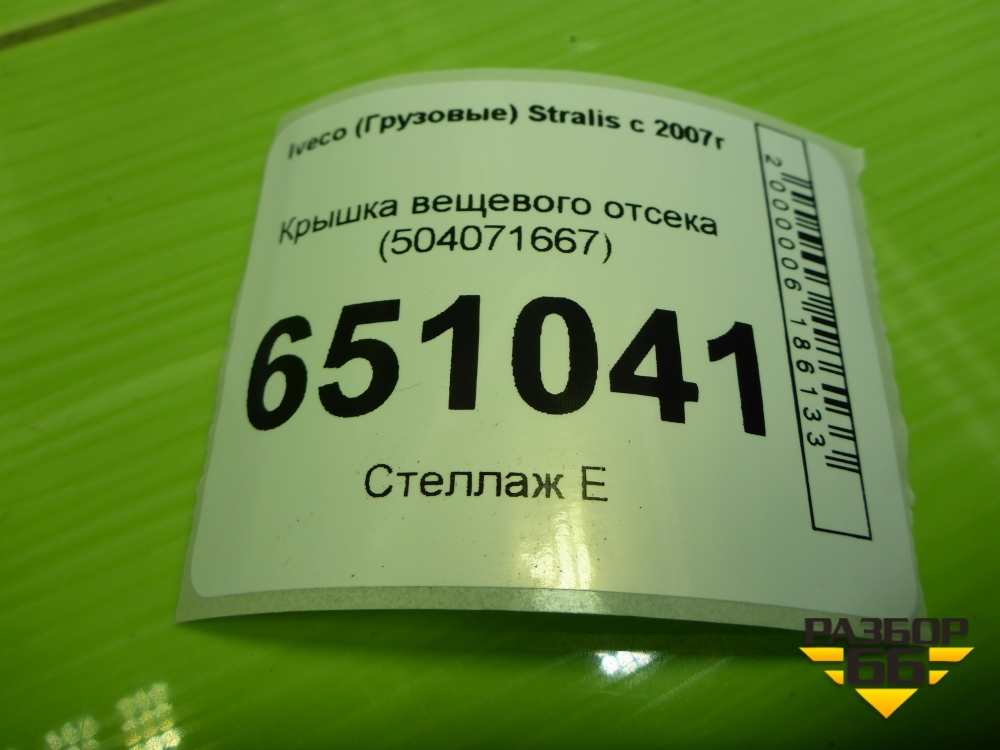 Iveco (Грузовые) Stralis с 2007г
Крышка вещевого отсека
(504071667)
651041
Стеллаж Е
2000006186133
РАЗБОР
66